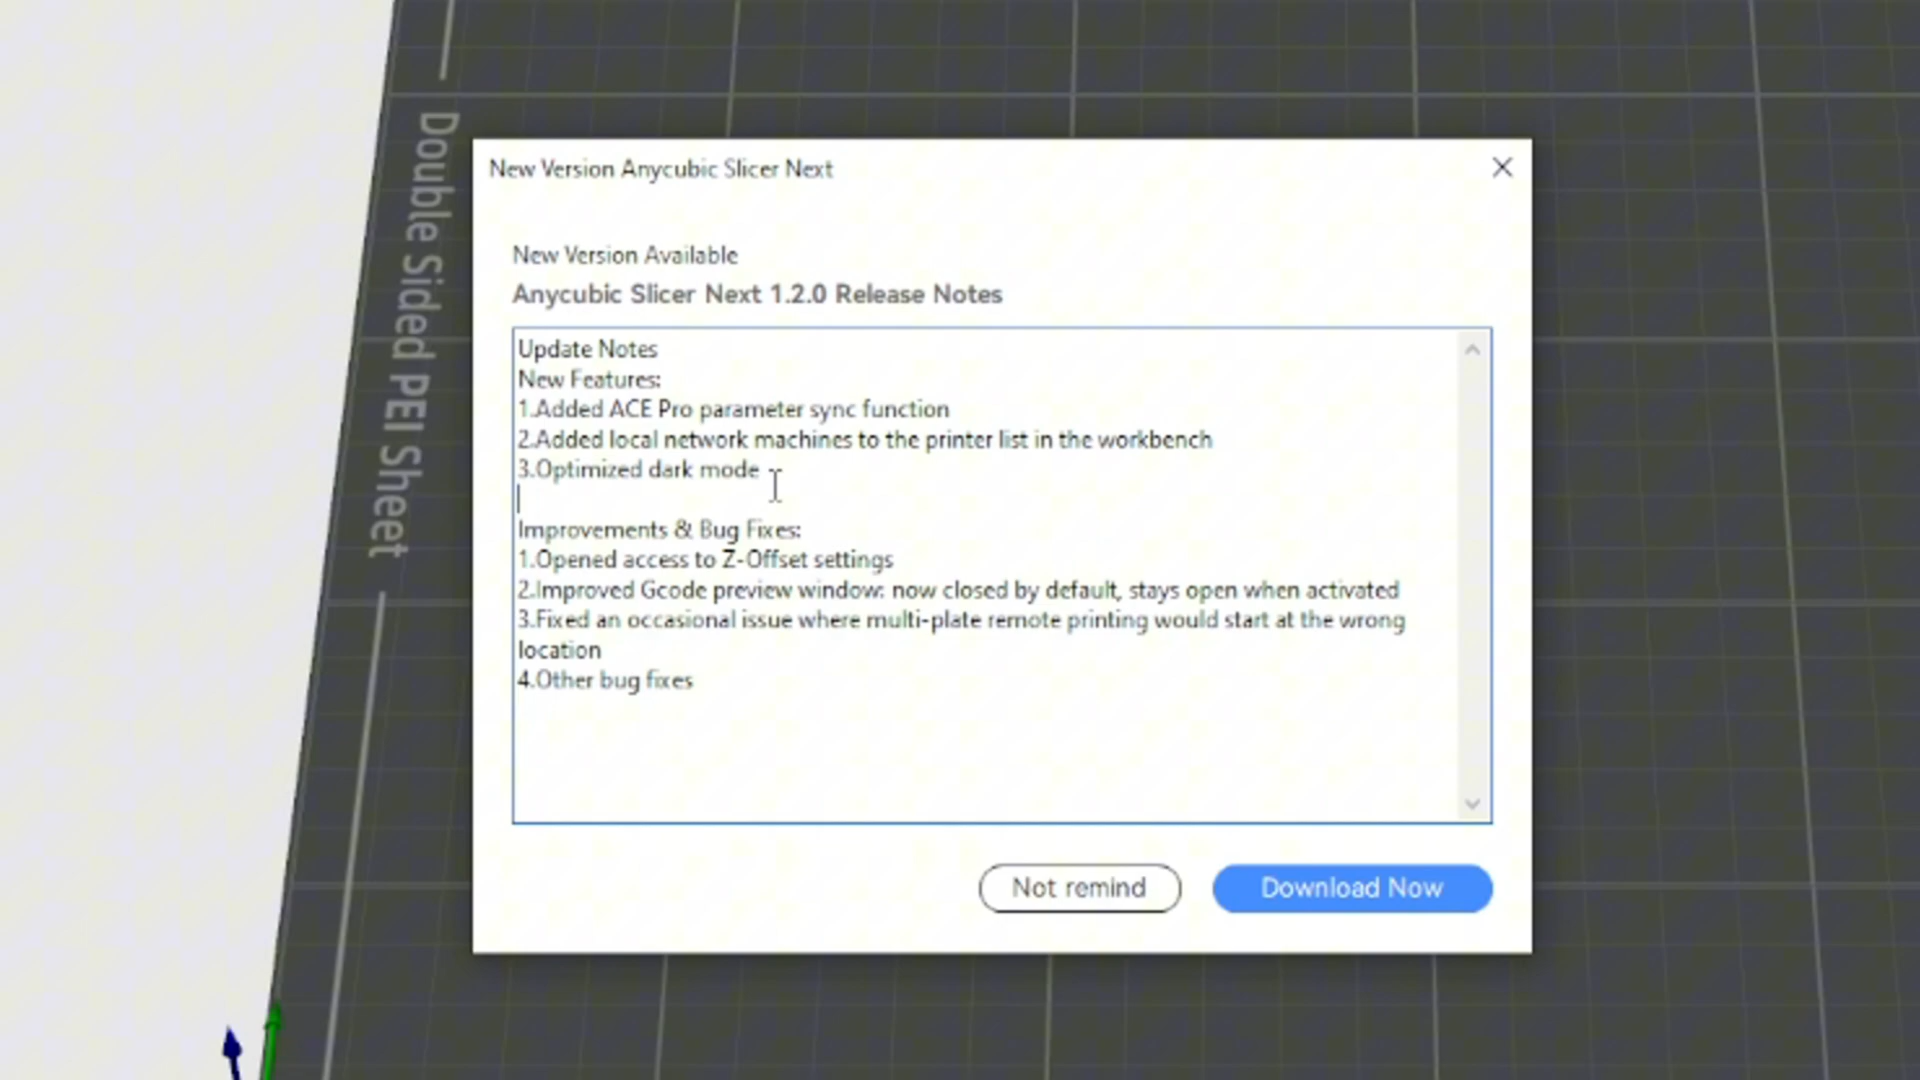 Double Sided PEI Sheet
New Version Anycubic Slicer Next
New Version Available
Anycubic Slicer Next 1.2.0 Release Notes
Update Notes
New Features:
1.Added ACE Pro parameter sync function
2.Added local network machines to the printer list in the workbench
3.Optimized dark mode
Improvements & Bug Fixes:
1.Opened access to Z-Offset settings
2.Improved Gcode preview window: now closed by default, stays open when activated
3.Fixed an occasional issue where multi-plate remote printing would start at the wrong
location
4.Other bug fixes
Not remind
Download Now